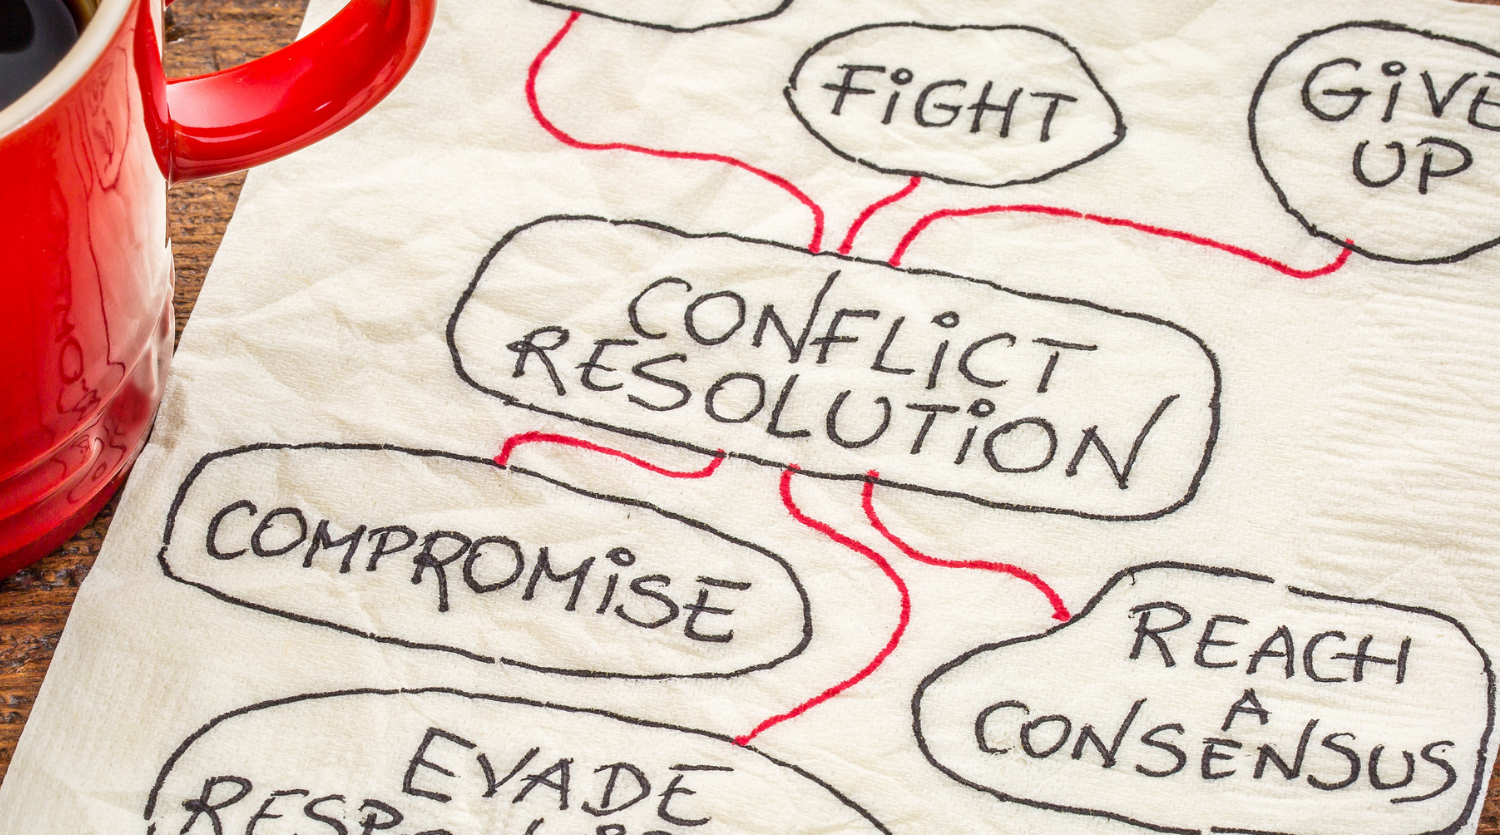 FiGHT
GiVE
UP
CONFLiCT
RESOLUTiON
COMPROMiSE
REACH
A
CONSENSUS
EVADE